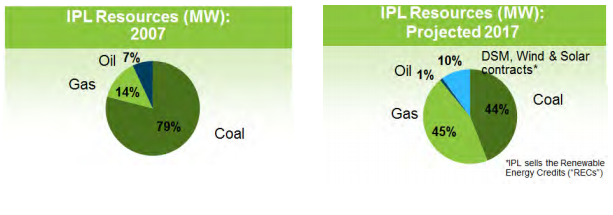 IPL Resources (MW):
2007
Oil 7%
Gas
14%
79%
Coal
IPL Resources (MW):
Projected 2017
10%
DSM, Wind & Solar
contracts*
Oil 1%
Gas
44%
Coal
45%
*IPL sells the Renewable
Energy Credits ("RECs")